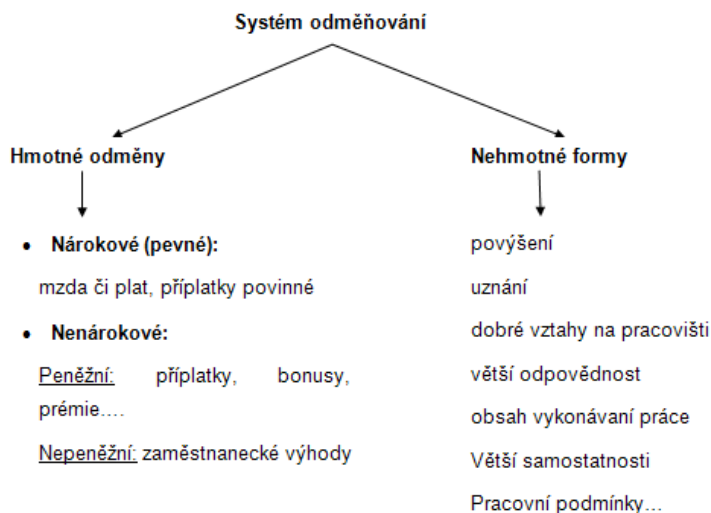 Systém odměňování
Hmotné odměny
• Nárokové (pevné):
mzda či plat, příplatky povinné
• Nenárokové:
Peněžní: příplatky, bonusy,
prémie….
Nepeněžní: zaměstnanecké výhody
Nehmotné formy
povýšení
uznání
dobré vztahy na pracovišti
větší odpovědnost
obsah vykonávaní práce
Větší samostatnosti
Pracovní podmínky…